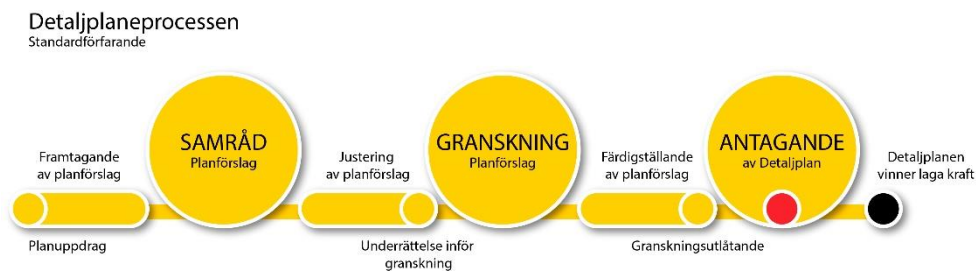 Detaljplaneprocessen
Standardförfarande
Framtagande
av planförslag
SAMRÅD
Planförslag
Justering
av planförslag
GRANSKNING
Planförslag
Färdigställande
av planförslag
ANTAGANDE
av Detaljplan
Detaljplanen
vinner laga kraft
Planuppdrag
Underrättelse inför
granskning
Granskningsutlåtande